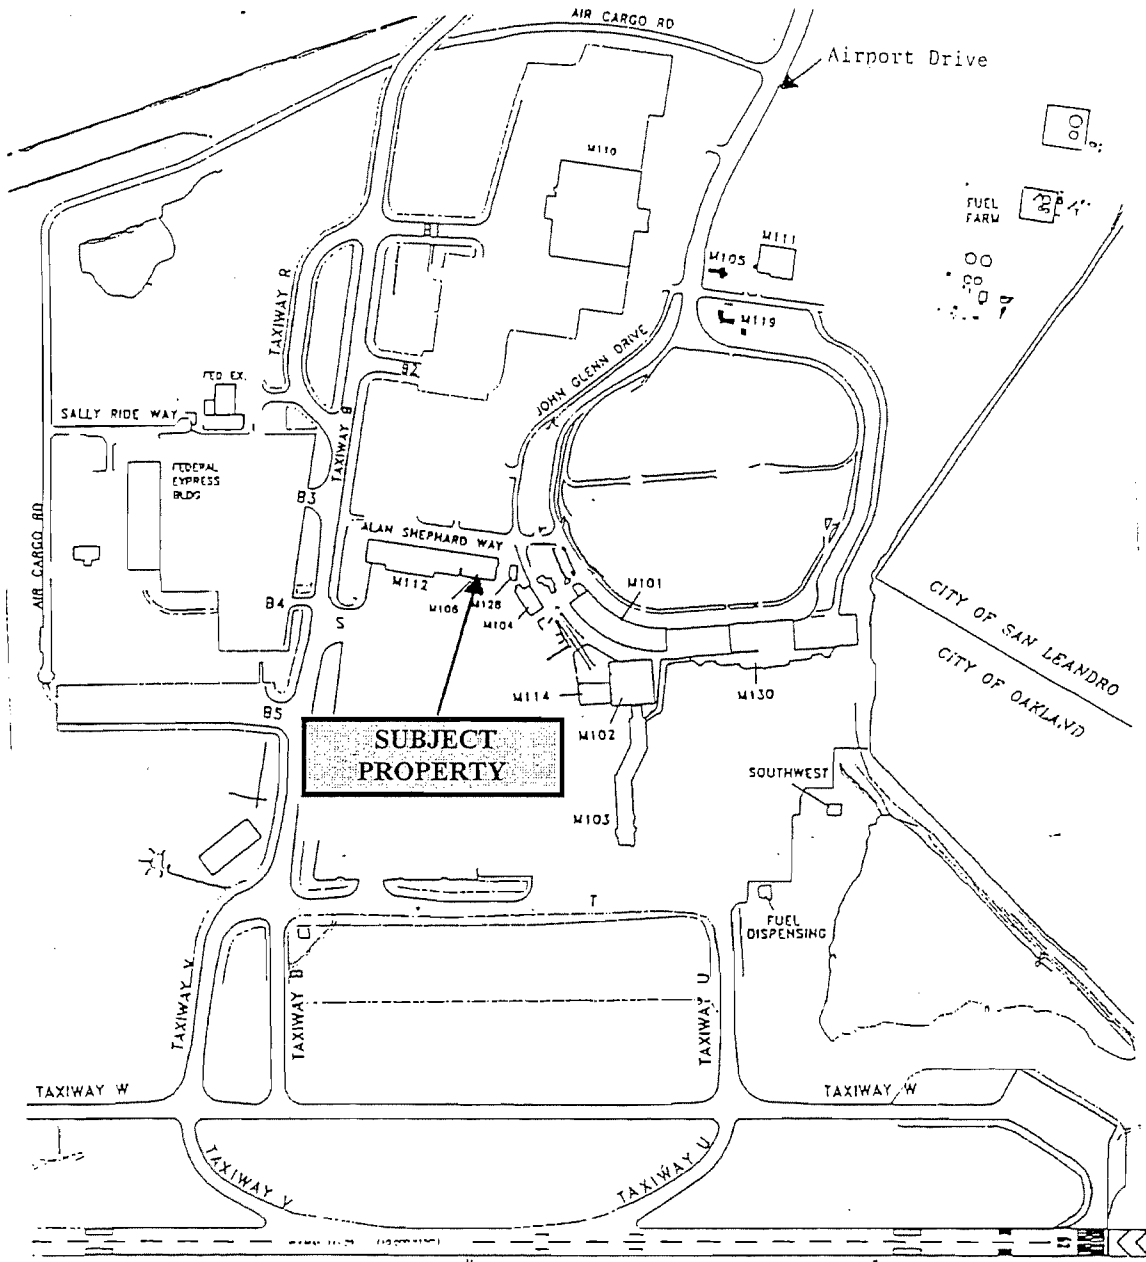 AIR CARGO RD
Airport Drive
M110
FUEL
FARM
M111
M105
M119
TAXIWAY R
JOHN GLENN DRIVE
B2
FED EX.
SALLY RIDE WAY
TAXIWAY B
FEDERAL
EXPRESS
BLDG
B3
AIR CARGO RD
ALAN SHEPHARD WAY
M112
M106
M126
M104
M101
B4
S
CITY OF SAN LEANDRO
CITY OF OAKLAND
M114
M130
B5
M102
SUBJECT
PROPERTY
SOUTHWEST
M103
T
FUEL
DISPENSING
TAXIWAY V
TAXIWAY B
TAXIWAY U
TAXIWAY W
TAXIWAY W
TAXIWAY V
TAXIWAY U